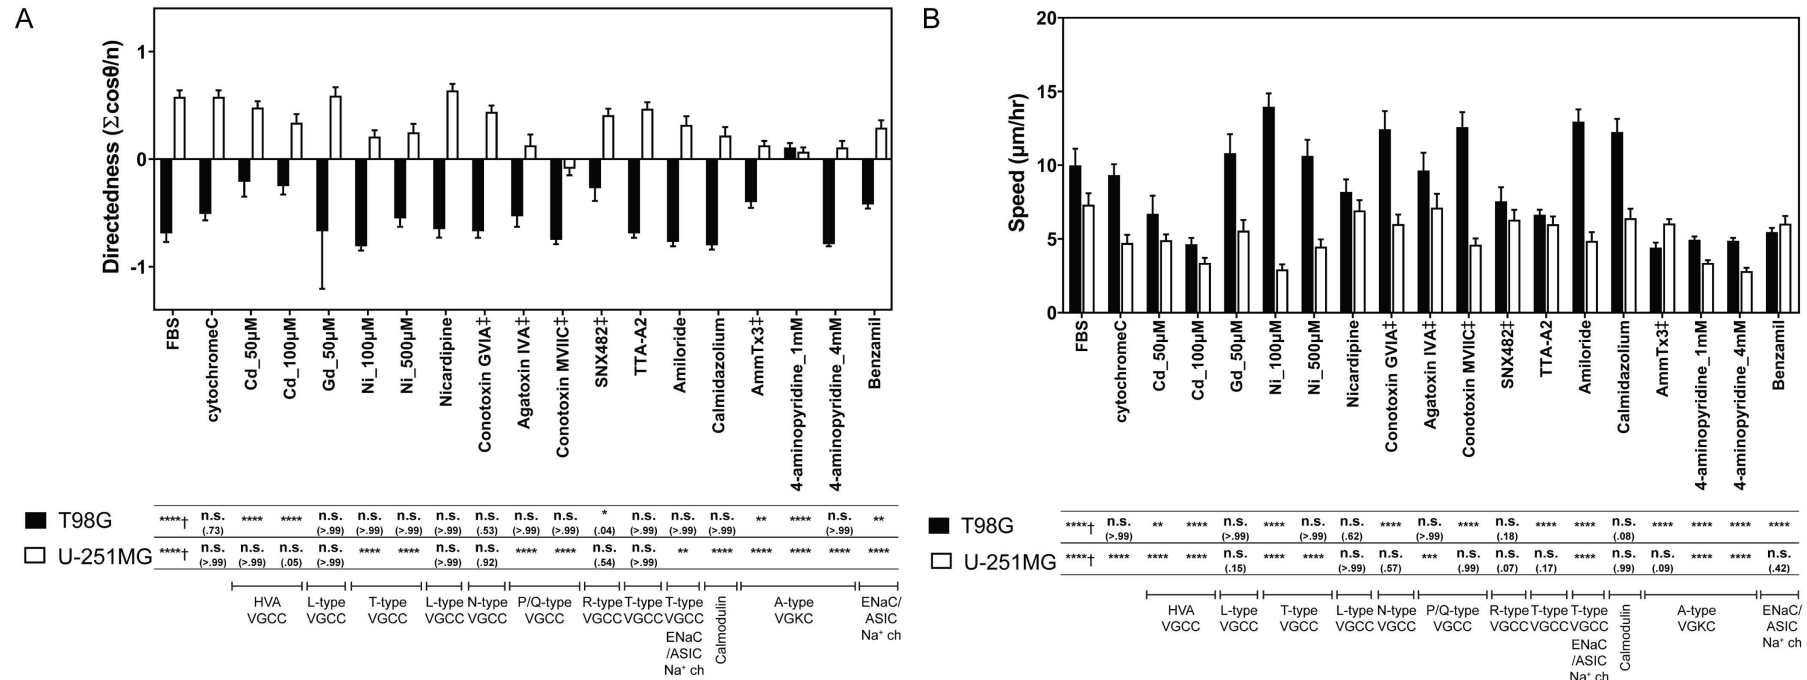 A
Directedness (Σcosθ/n)
1
0
-1
FBS
cytochromeC
Cd_50µM
Cd_100µM
Gd_50µM
Ni_100µM
Ni_500µM
Nicardipine
Conotoxin GVIA‡
Agatoxin IVA‡
Conotoxin MVIIC‡
SNX482‡
TTA-A2
Amiloride
Calmidazolium
AmmTx3‡
4-aminopyridine_1mM
4-aminopyridine_4mM
Benzamil
T98G ****† n.s. **** **** n.s. n.s. n.s. n.s. n.s. n.s. n.s. * n.s. n.s. n.s. ** **** n.s. **
(.73) (>.99) (>.99) (>.99) (>.99) (.53) (>.99) (>.99) (.04) (>.99) (>.99) (>.99) (>.99)
U-251MG ****† n.s. n.s. n.s. n.s. **** **** n.s. n.s. **** **** n.s. n.s. ** **** **** **** **** ****
(>.99) (>.99) (.05) (>.99) (>.99) (.92) (.54) (>.99)
HVA VGCC
L-type VGCC
T-type VGCC
L-type VGCC
N-type VGCC
P/Q-type VGCC
R-type VGCC
T-type VGCC
T-type VGCC
ENaC
/ASIC
Na⁺ ch
Calmodulin
A-type VGKC
ENaC/
ASIC
Na⁺ ch
B
Speed (µm/hr)
20
15
10
5
0
FBS
cytochromeC
Cd_50µM
Cd_100µM
Gd_50µM
Ni_100µM
Ni_500µM
Nicardipine
Conotoxin GVIA‡
Agatoxin IVA‡
Conotoxin MVIIC‡
SNX482‡
TTA-A2
Amiloride
Calmidazolium
AmmTx3‡
4-aminopyridine_1mM
4-aminopyridine_4mM
Benzamil
T98G ****† n.s. ** **** n.s. **** n.s. n.s. **** n.s. **** n.s. **** **** n.s. **** **** **** ****
(>.99) (>.99) (>.99) (.62) (>.99) (.18) (.08)
U-251MG ****† **** **** **** n.s. **** **** n.s. n.s. *** n.s. n.s. n.s. **** n.s. n.s. **** **** n.s.
(.15) (>.99) (.57) (.99) (.07) (.17) (.99) (.09) (.42)
HVA VGCC
L-type VGCC
T-type VGCC
L-type VGCC
N-type VGCC
P/Q-type VGCC
R-type VGCC
T-type VGCC
T-type VGCC
ENaC
/ASIC
Na⁺ ch
Calmodulin
A-type VGKC
ENaC/
ASIC
Na⁺ ch